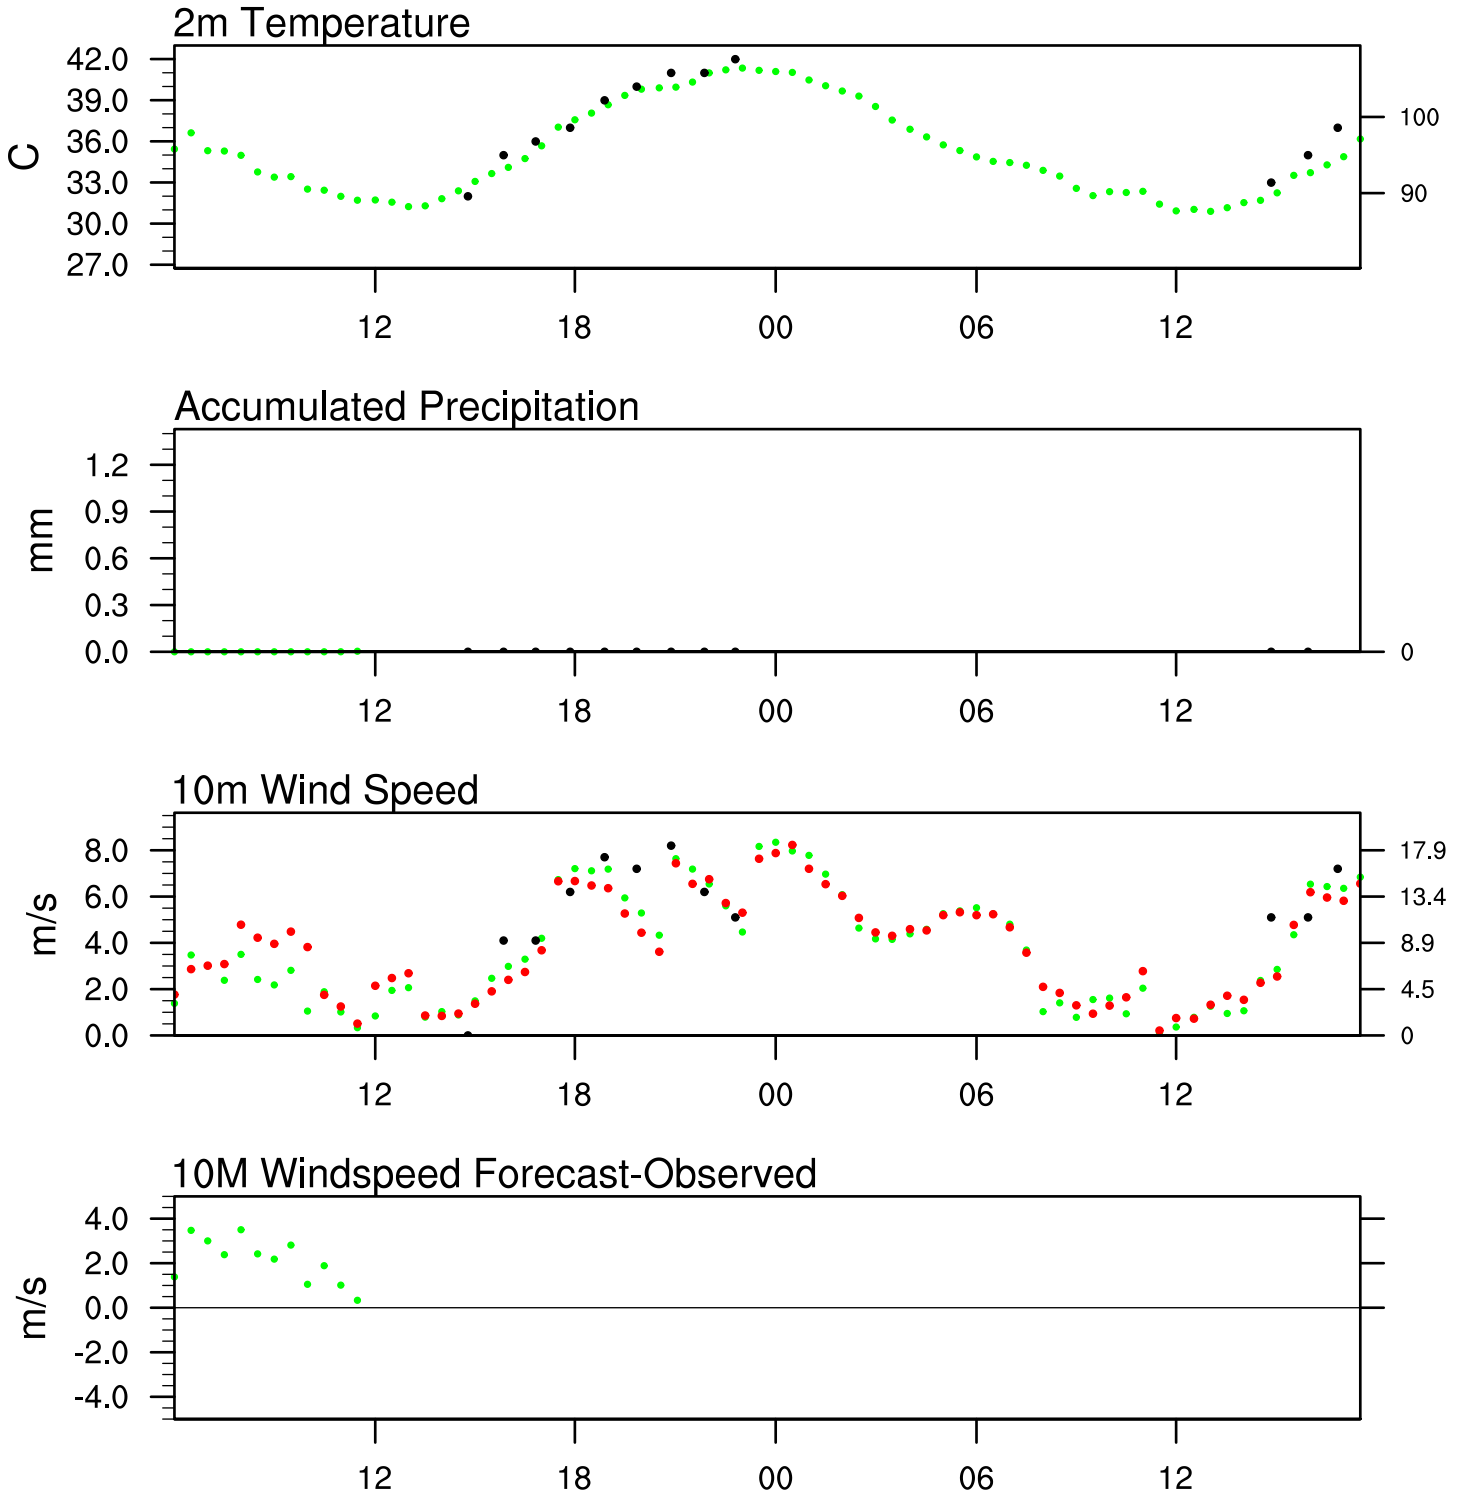 2m Temperature
42.0
39.0
100
36.0
C
33.0
90
30.0
27.0
12 18 00 06 12
Accumulated Precipitation
1.2
0.9
mm
0.6
0.3
0.0
0
12 18 00 06 12
10m Wind Speed
8.0 17.9
6.0 13.4
m/s
4.0 8.9
2.0 4.5
0.0 0
12 18 00 06 12
10M Windspeed Forecast-Observed
4.0
2.0
m/s
0.0
-2.0
-4.0
12 18 00 06 12